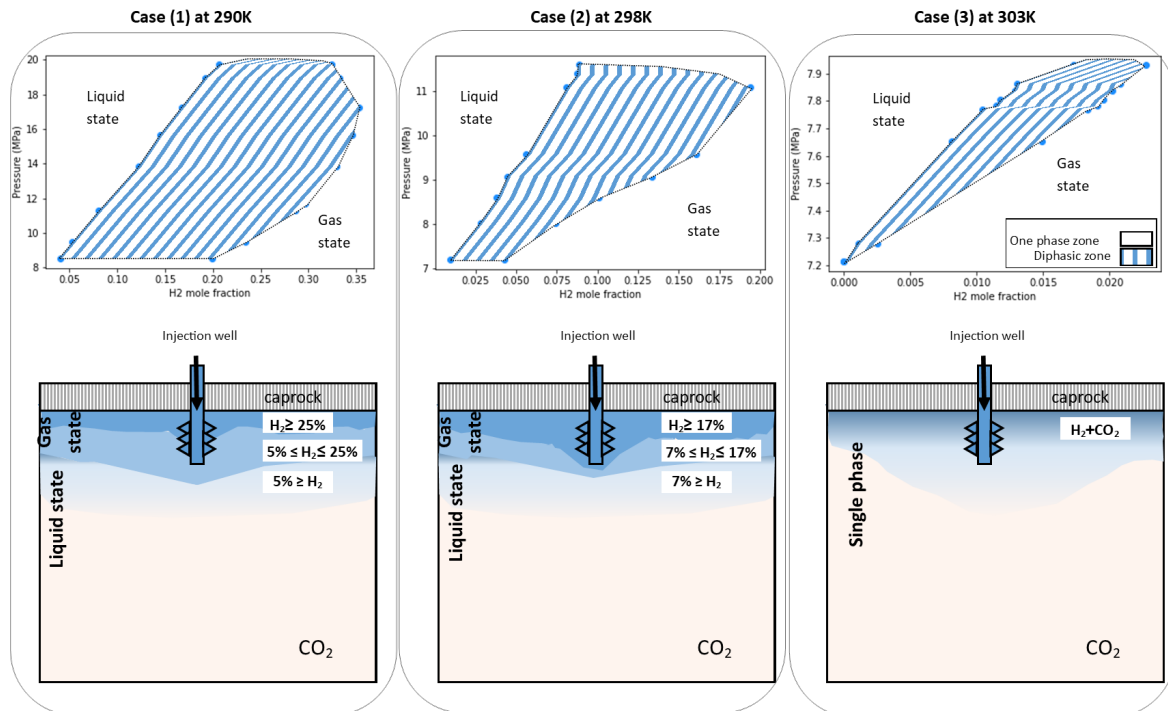 Case (1) at 290K
20
18
16
14
12
10
8
Pressure (MPa)
Liquid
state
Gas
state
0.05
0.10
0.15
0.20
0.25
0.30
0.35
H2 mole fraction
Injection well
caprock
Gas
state
H₂≥ 25%
5% ≤ H₂≤ 25%
5% ≥ H₂
Liquid state
CO₂
Case (2) at 298K
11
10
9
8
7
Pressure (MPa)
Liquid
state
Gas
state
0.025
0.050
0.075
0.100
0.125
0.150
0.175
0.200
H2 mole fraction
Injection well
caprock
Gas
state
H₂≥ 17%
7% ≤ H₂≤ 17%
7% ≥ H₂
Liquid state
CO₂
Case (3) at 303K
7.9
7.8
7.7
7.6
7.5
7.4
7.3
7.2
Pressure (MPa)
Liquid
state
Gas
state
One phase zone
Diphasic zone
0.000
0.005
0.010
0.015
0.020
H2 mole fraction
Injection well
caprock
H₂+CO₂
Single phase
CO₂